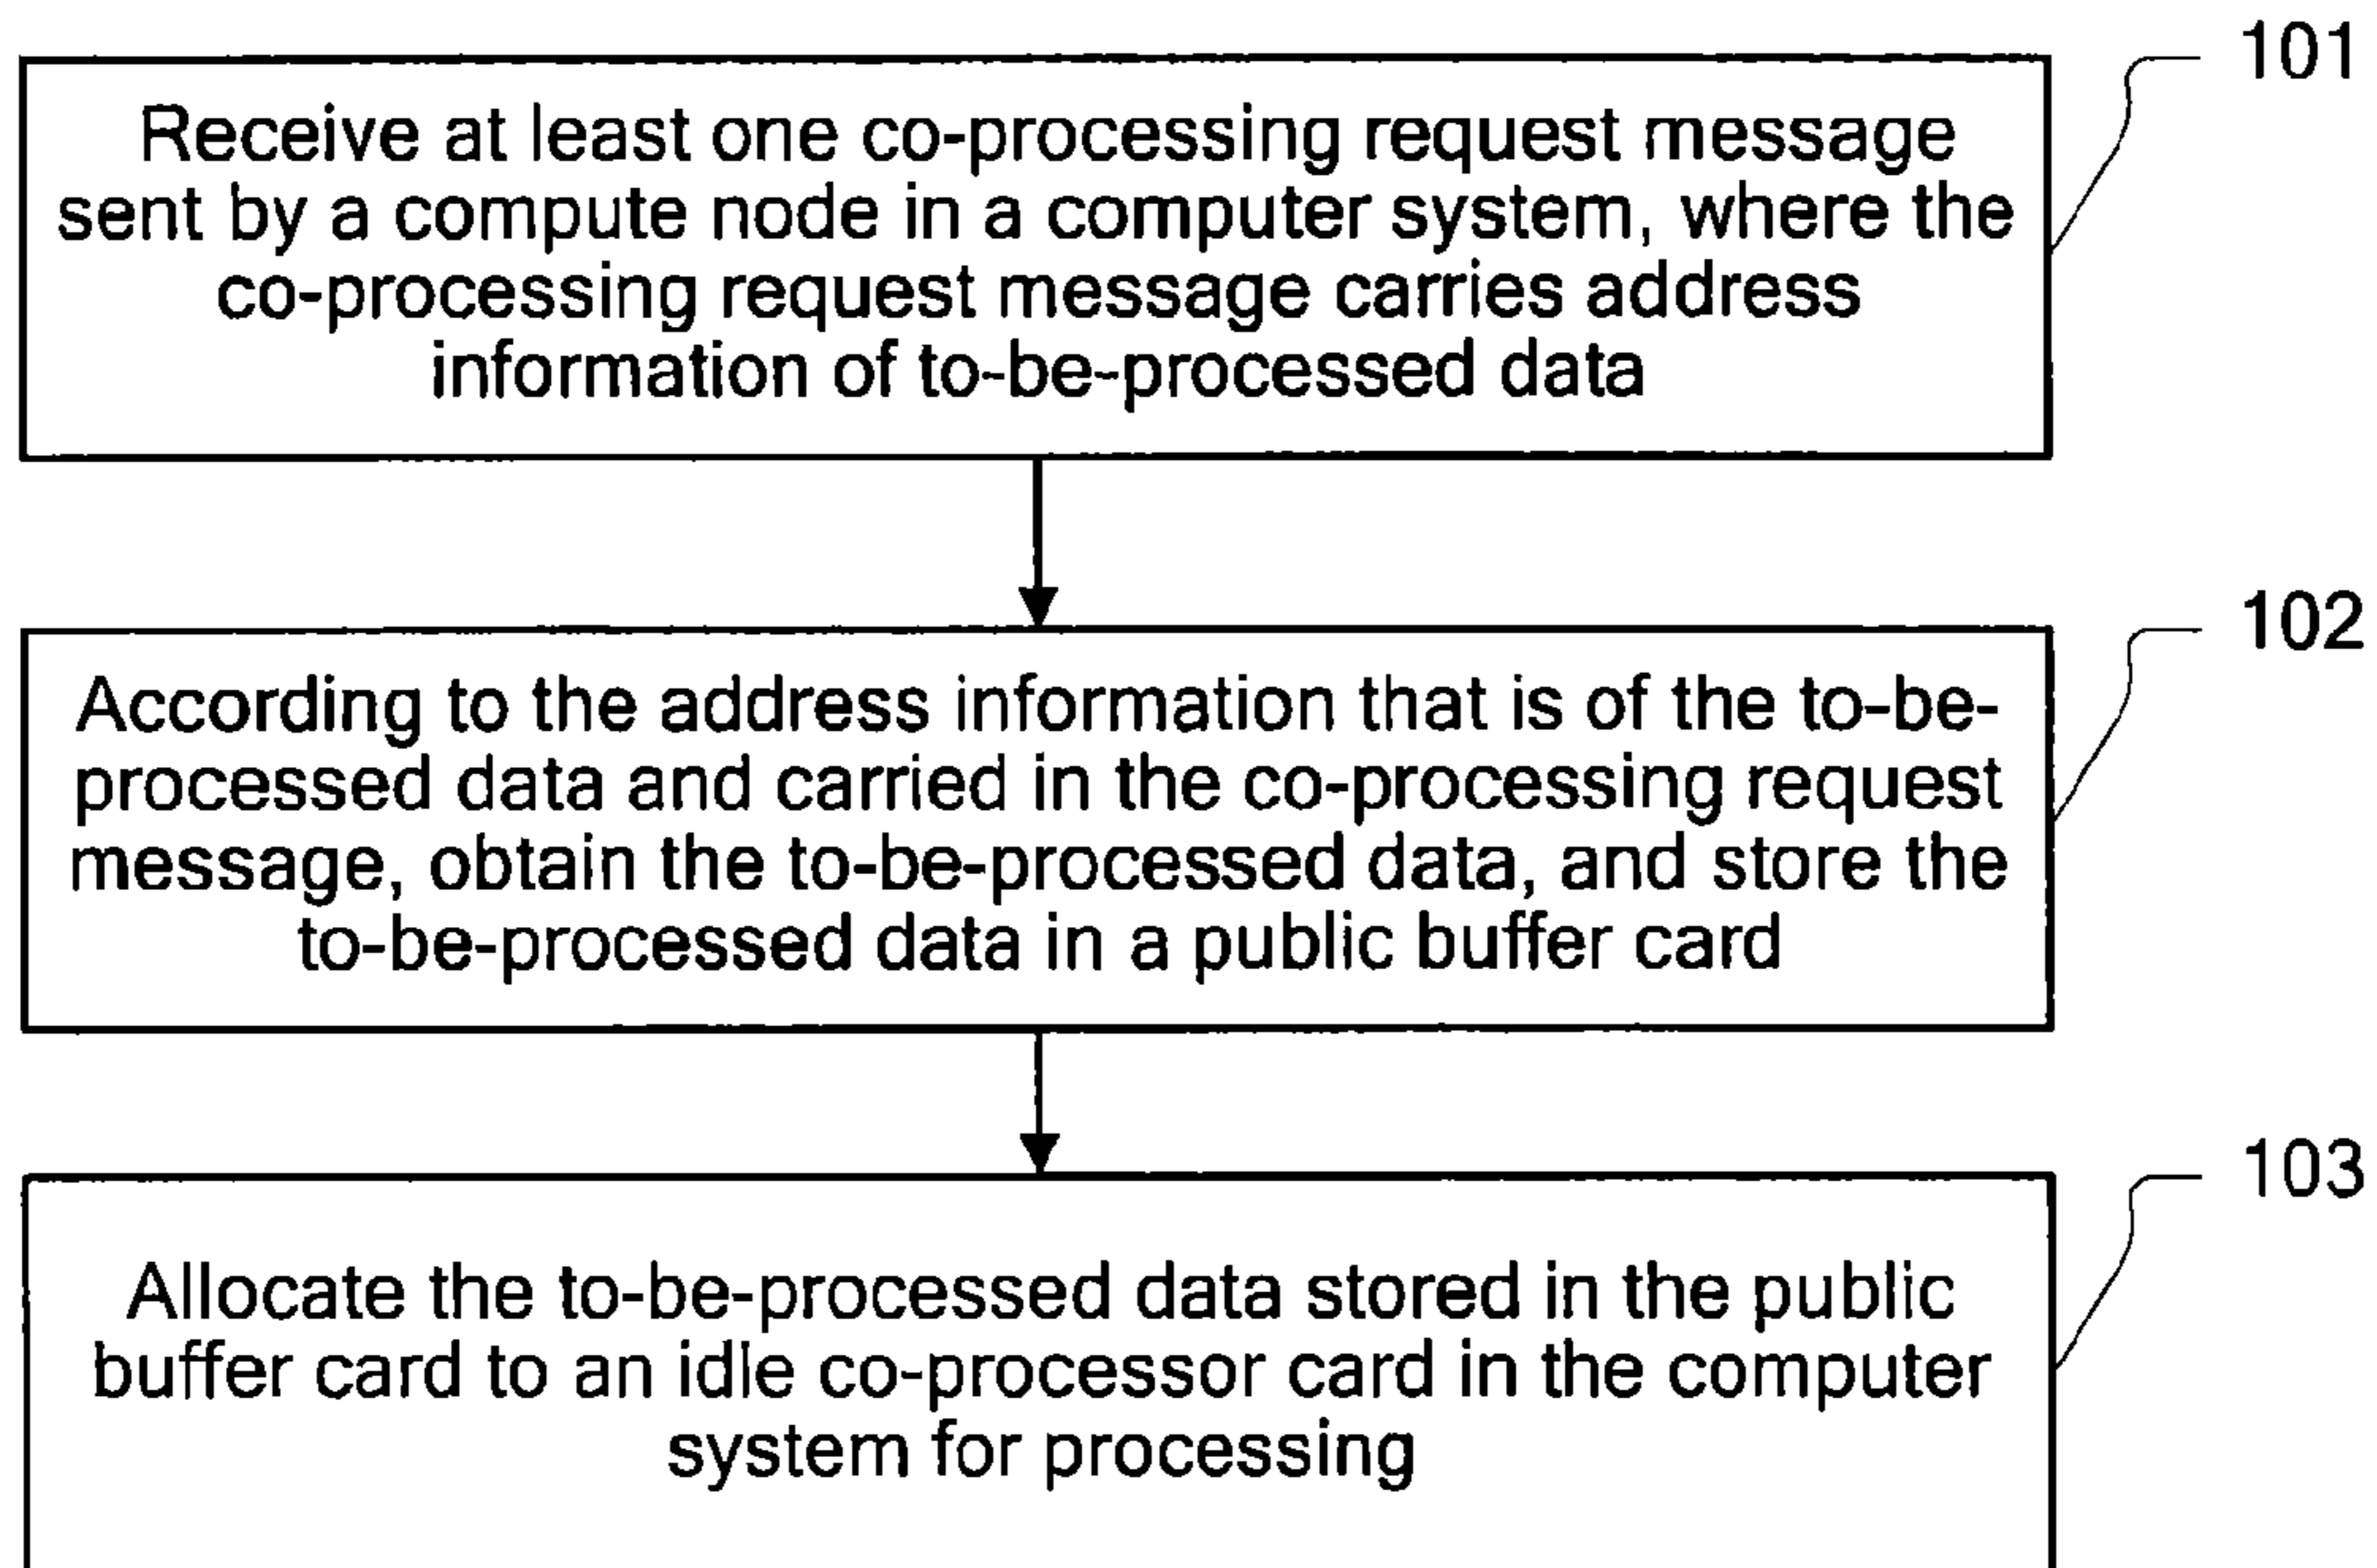 101
Receive at least one co-processing request message
sent by a compute node in a computer system, where the
co-processing request message carries address
information of to-be-processed data
102
According to the address information that is of the to-be-
processed data and carried in the co-processing request
message, obtain the to-be-processed data, and store the
to-be-processed data in a public buffer card
103
Allocate the to-be-processed data stored in the public
buffer card to an idle co-processor card in the computer
system for processing